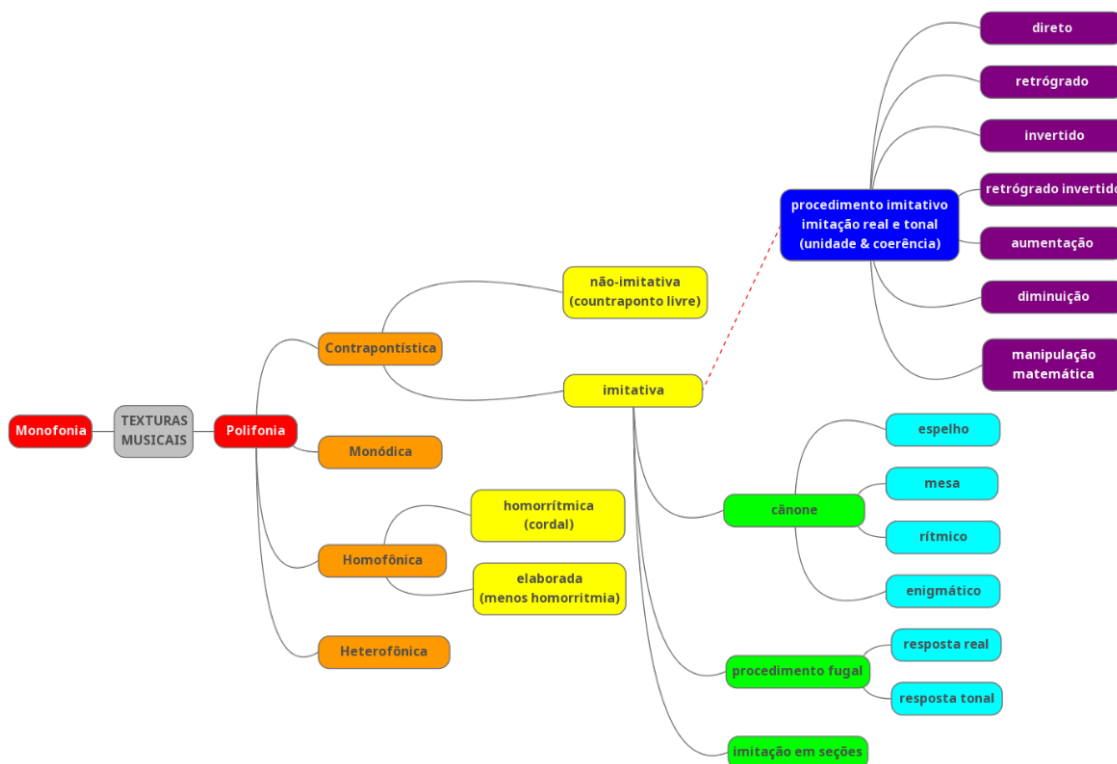 direto
retrógrado
invertido
retrógrado invertido
procedimento imitativo
imitação real e tonal
(unidade & coerência)
aumentação
diminuição
manipulação
matemática
não-imitativa
(countraponto livre)
Contrapontística
imitativa
TEXTURAS
MUSICAIS
Monofonia
Polifonia
Monódica
espelho
mesa
cânone
rítmico
enigmático
homorrítmica
(cordal)
Homofônica
elaborada
(menos homorritmia)
Heterofônica
resposta real
procedimento fugal
resposta tonal
imitação em seções